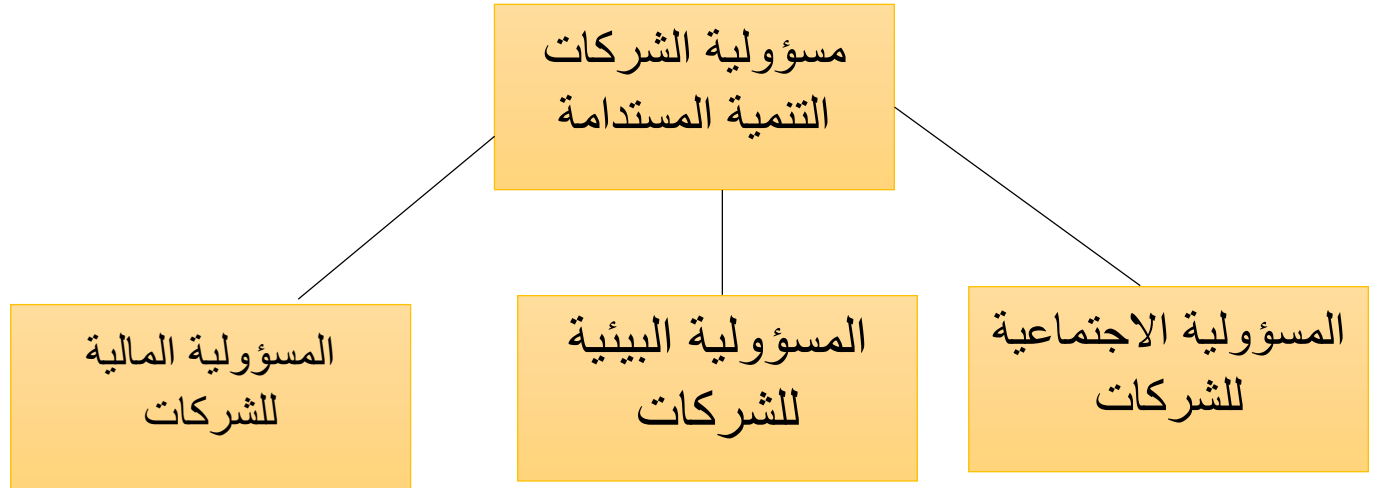 مسؤولية الشركات
التنمية المستدامة
المسؤولية الاجتماعية
للشركات
المسؤولية البيئية
للشركات
المسؤولية المالية
للشركات